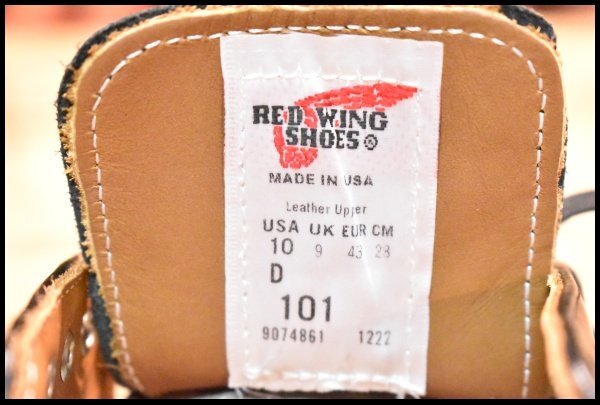 RED WING
SHOES®
MADE IN USA
Leather Upper
USA UK EUR CM
10 9 43 28
D
101
9074861 1222